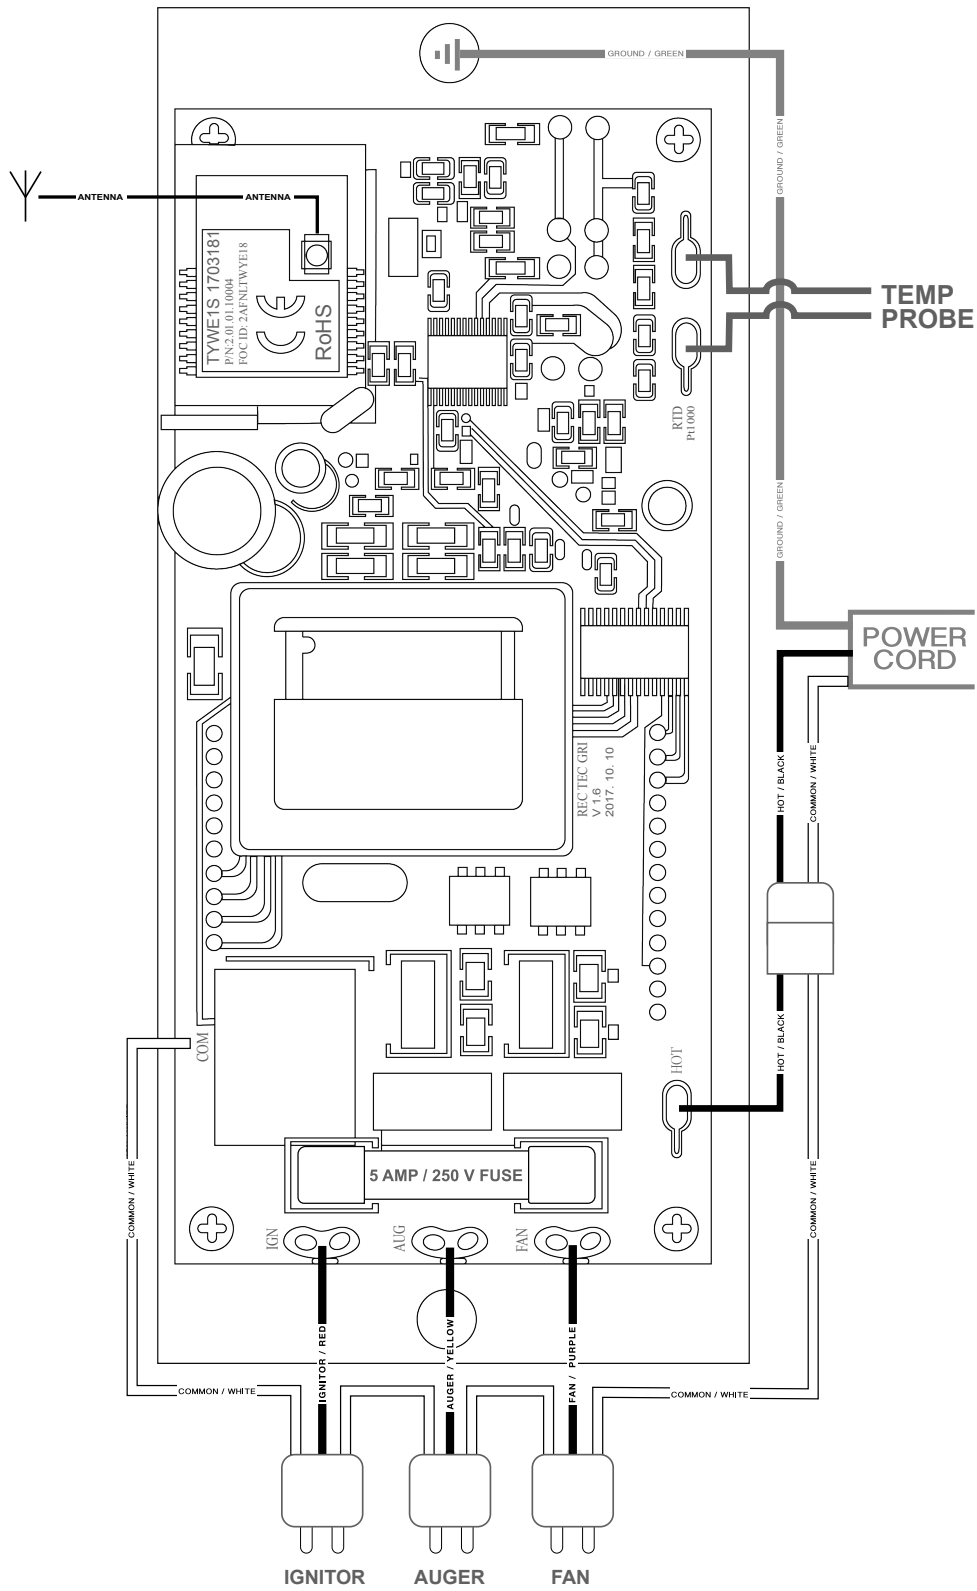 GROUND / GREEN
GROUND / GREEN
ANTENNA
ANTENNA
TYWE1S 1703181
P/N:2.01.01.10004
FOC ID: 2AFNLTWYE18
RoHS
TEMP
PROBE
RTD
Pt1000
GROUND / GREEN
POWER
CORD
REC TEC GRI
V 1.6
2017. 10. 10
HOT / BLACK
COMMON / WHITE
COM
HOT / BLACK
HOT
COMMON / WHITE
COMMON / WHITE
5 AMP / 250 V FUSE
IGN
AUG
FAN
IGNITOR / RED
AUGER / YELLOW
FAN / PURPLE
COMMON / WHITE
COMMON / WHITE
IGNITOR
AUGER
FAN